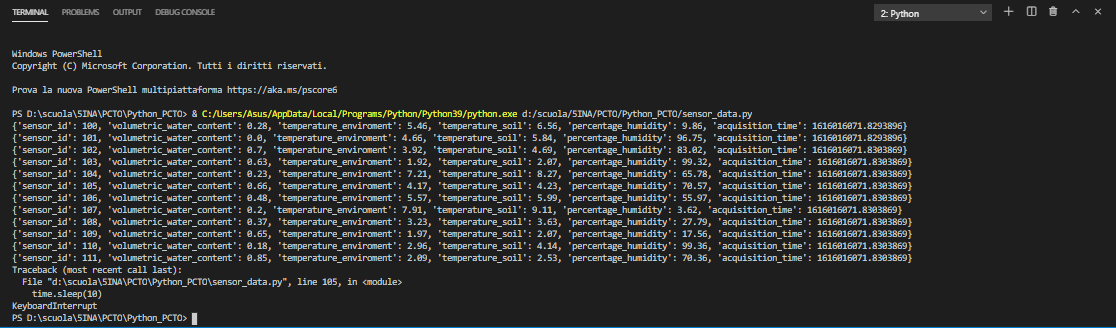 TERMINAL PROBLEMS OUTPUT DEBUG CONSOLE 2: Python
Windows PowerShell
Copyright (C) Microsoft Corporation. Tutti i diritti riservati.
Prova la nuova PowerShell multipiattaforma https://aka.ms/pscore6
PS D:\scuola\5INA\PCTO\Python_PCTO> & C:/Users/Asus/AppData/Local/Programs/Python/Python39/python.exe d:/scuola/5INA/PCTO/Python_PCTO/sensor_data.py
{'sensor_id': 100, 'volumetric_water_content': 0.28, 'temperature_enviroment': 5.46, 'temperature_soil': 6.56, 'percentage_humidity': 9.86, 'acquisition_time': 1616016071.8293896}
{'sensor_id': 101, 'volumetric_water_content': 0.0, 'temperature_enviroment': 4.66, 'temperature_soil': 5.84, 'percentage_humidity': 96.75, 'acquisition_time': 1616016071.8293896}
{'sensor_id': 102, 'volumetric_water_content': 0.7, 'temperature_enviroment': 3.92, 'temperature_soil': 4.69, 'percentage_humidity': 83.02, 'acquisition_time': 1616016071.8303869}
{'sensor_id': 103, 'volumetric_water_content': 0.63, 'temperature_enviroment': 1.92, 'temperature_soil': 2.07, 'percentage_humidity': 99.32, 'acquisition_time': 1616016071.8303869}
{'sensor_id': 104, 'volumetric_water_content': 0.23, 'temperature_enviroment': 7.21, 'temperature_soil': 8.27, 'percentage_humidity': 65.78, 'acquisition_time': 1616016071.8303869}
{'sensor_id': 105, 'volumetric_water_content': 0.66, 'temperature_enviroment': 4.17, 'temperature_soil': 4.23, 'percentage_humidity': 70.57, 'acquisition_time': 1616016071.8303869}
{'sensor_id': 106, 'volumetric_water_content': 0.48, 'temperature_enviroment': 5.57, 'temperature_soil': 5.99, 'percentage_humidity': 55.97, 'acquisition_time': 1616016071.8303869}
{'sensor_id': 107, 'volumetric_water_content': 0.2, 'temperature_enviroment': 7.91, 'temperature_soil': 9.11, 'percentage_humidity': 3.62, 'acquisition_time': 1616016071.8303869}
{'sensor_id': 108, 'volumetric_water_content': 0.37, 'temperature_enviroment': 3.23, 'temperature_soil': 3.63, 'percentage_humidity': 27.79, 'acquisition_time': 1616016071.8303869}
{'sensor_id': 109, 'volumetric_water_content': 0.65, 'temperature_enviroment': 1.97, 'temperature_soil': 2.07, 'percentage_humidity': 17.56, 'acquisition_time': 1616016071.8303869}
{'sensor_id': 110, 'volumetric_water_content': 0.18, 'temperature_enviroment': 2.96, 'temperature_soil': 4.14, 'percentage_humidity': 99.36, 'acquisition_time': 1616016071.8303869}
{'sensor_id': 111, 'volumetric_water_content': 0.85, 'temperature_enviroment': 2.09, 'temperature_soil': 2.53, 'percentage_humidity': 70.36, 'acquisition_time': 1616016071.8303869}
Traceback (most recent call last):
  File "d:\scuola\5INA\PCTO\Python_PCTO\sensor_data.py", line 105, in <module>
    time.sleep(10)
KeyboardInterrupt
PS D:\scuola\5INA\PCTO\Python_PCTO>